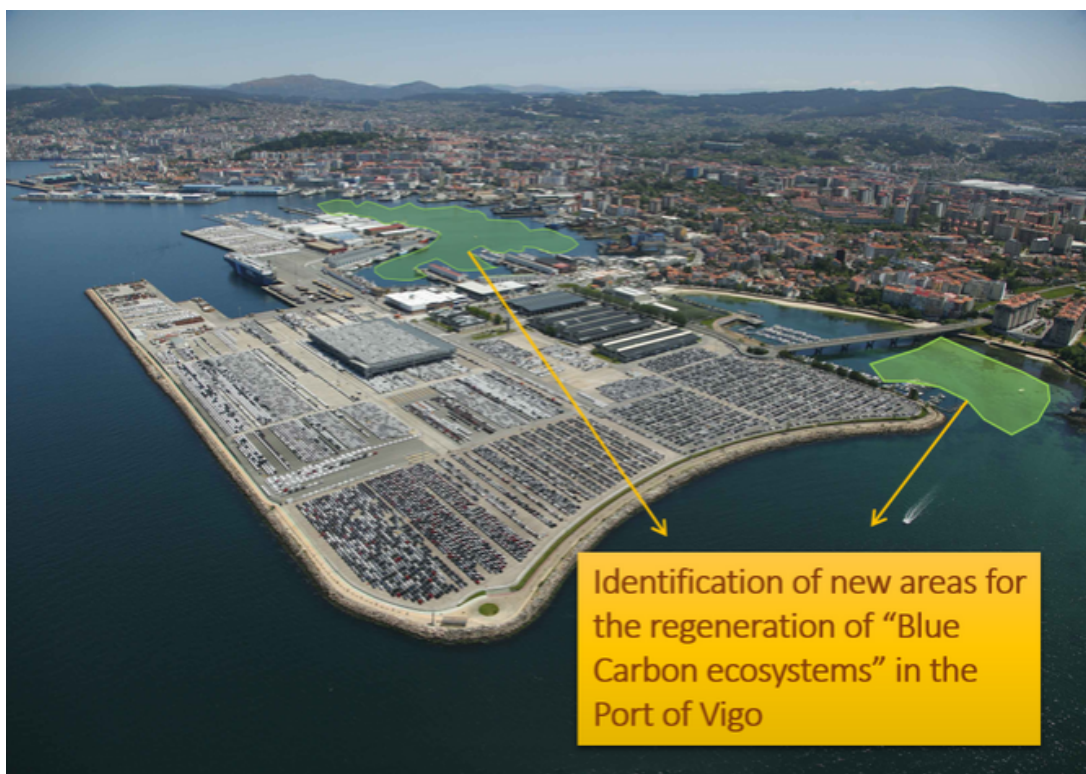 Identification of new areas for
the regeneration of “Blue
Carbon ecosystems” in the
Port of Vigo